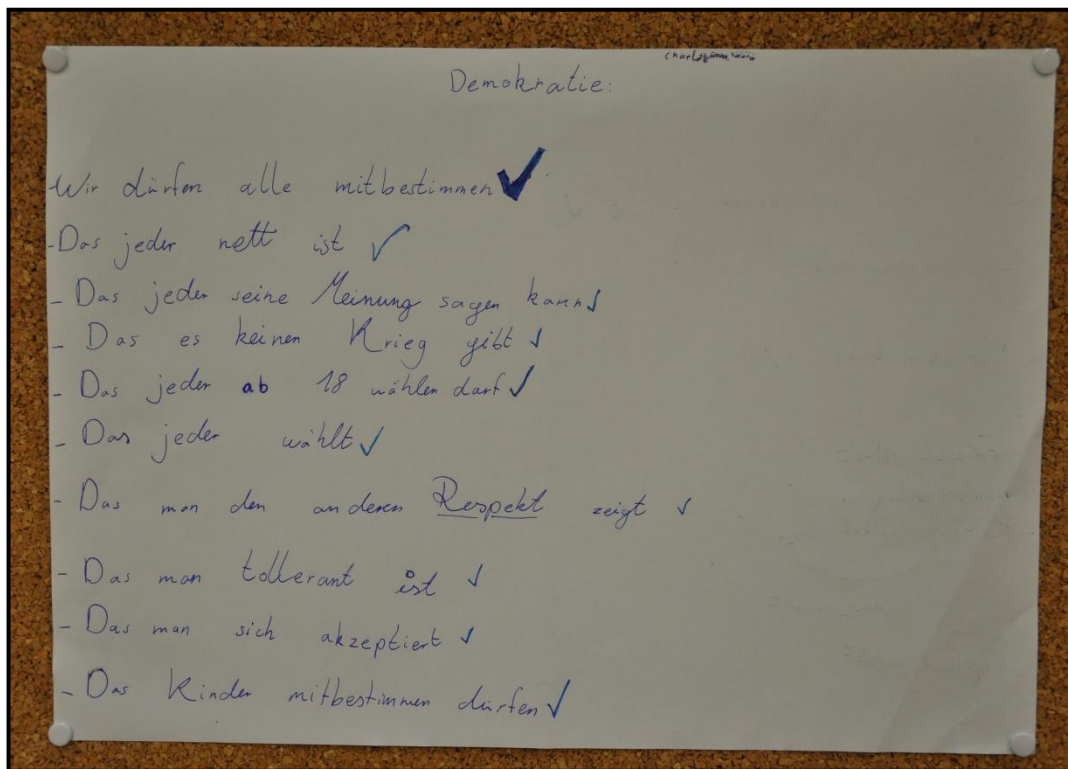 Demokratie:
-Wir dürfen alle mitbestimmen ✓
-Das jeder nett ist ✓
- Das jeder seine Meinung sagen kann ✓
- Das es keinen Krieg gibt ✓
- Das jeder ab 18 wählen darf ✓
- Das jeder wählt ✓
- Das man den anderen Respekt zeigt ✓
- Das man tollerant ist ✓
- Das man sich akzeptiert ✓
- Das Kinder mitbestimmen dürfen ✓